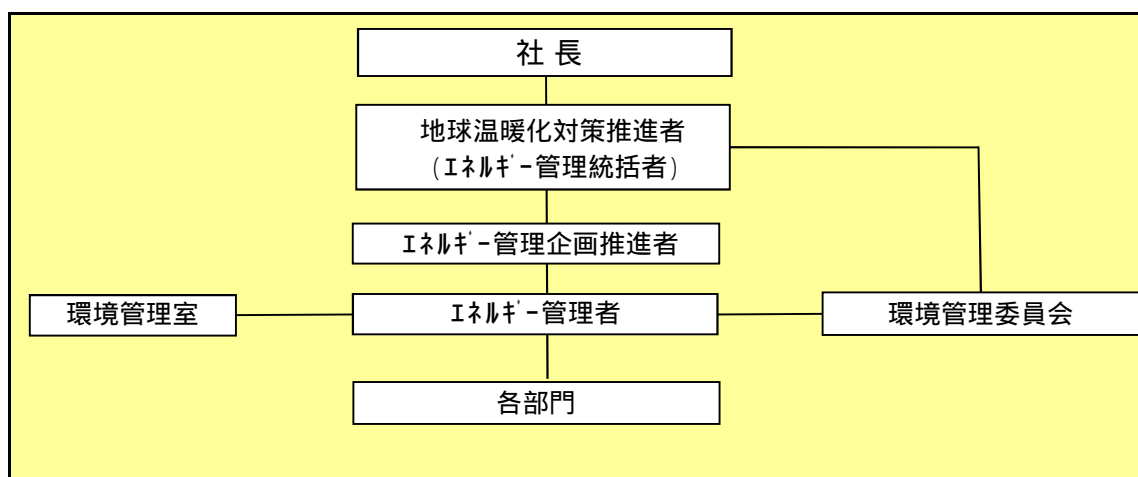 社 長
地球温暖化対策推進者
(ｴﾈﾙｷﾞｰ管理統括者)
ｴﾈﾙｷﾞｰ管理企画推進者
環境管理室
ｴﾈﾙｷﾞｰ管理者
環境管理委員会
各部門